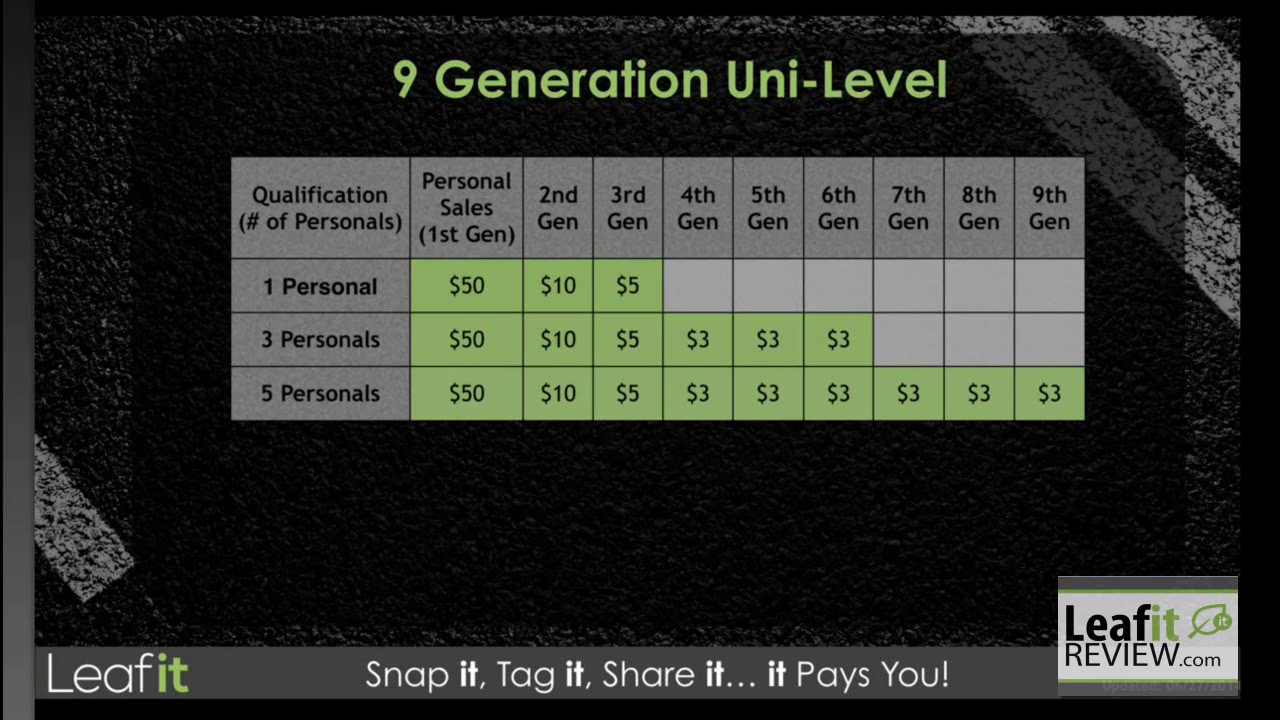 9 Generation Uni-Level
Qualification
(# of Personals)
Personal
Sales
(1st Gen)
2nd
Gen
3rd
Gen
4th
Gen
5th
Gen
6th
Gen
7th
Gen
8th
Gen
9th
Gen
1 Personal $50 $10 $5
3 Personals $50 $10 $5 $3 $3 $3
5 Personals $50 $10 $5 $3 $3 $3 $3 $3 $3
Leafit
Snap it, Tag it, Share it... it Pays You!
Leafit it
REVIEW.com
Updated: